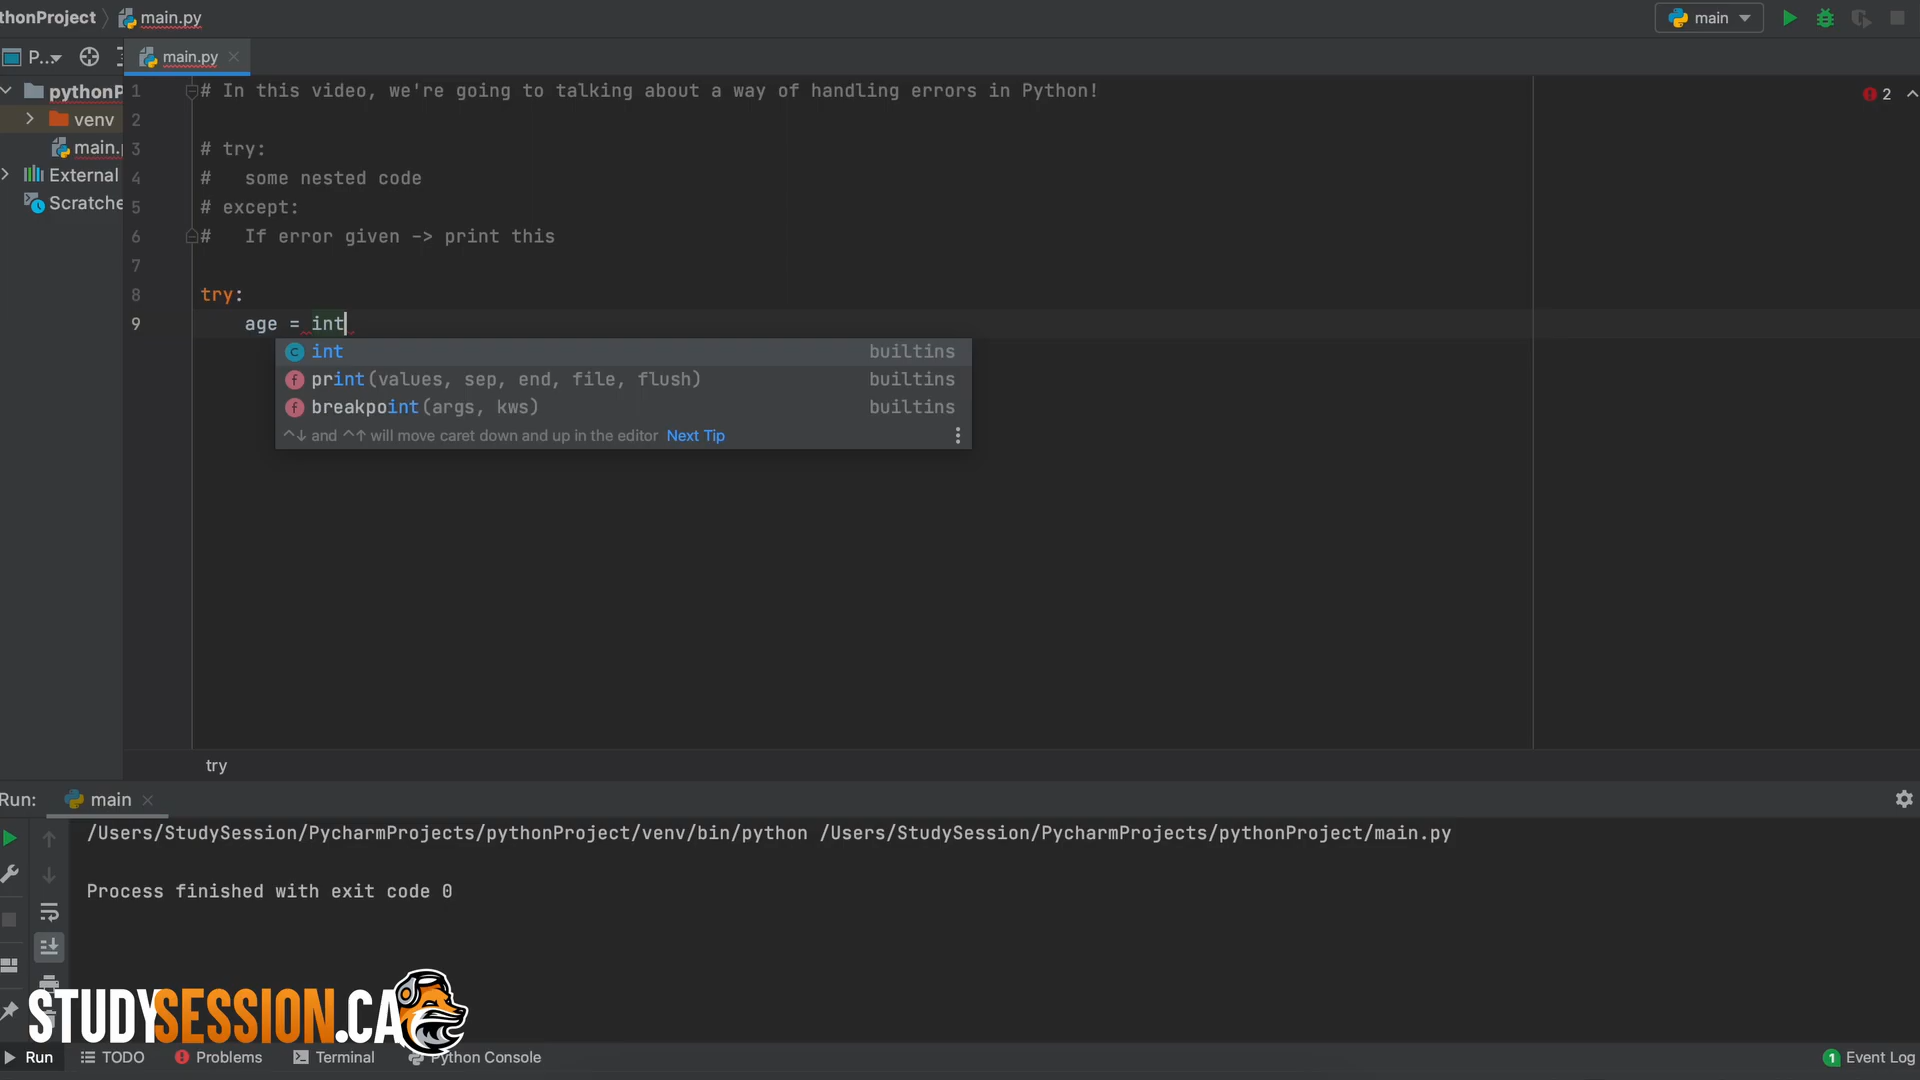 thonProject main.py
main
P...
main.py
pythonP
venv
main.p
External
Scratche
1 # In this video, we're going to talking about a way of handling errors in Python!
2
3 # try:
4 #   some nested code
5 # except:
6 #   If error given -> print this
7
8 try:
9     age = int
2
int builtins
print(values, sep, end, file, flush) builtins
breakpoint(args, kws) builtins
^↓ and ^↑ will move caret down and up in the editor Next Tip
try
Run: main
/Users/StudySession/PycharmProjects/pythonProject/venv/bin/python /Users/StudySession/PycharmProjects/pythonProject/main.py
Process finished with exit code 0
STUDYSESSION.CA
Run TODO Problems Terminal Python Console 1 Event Log